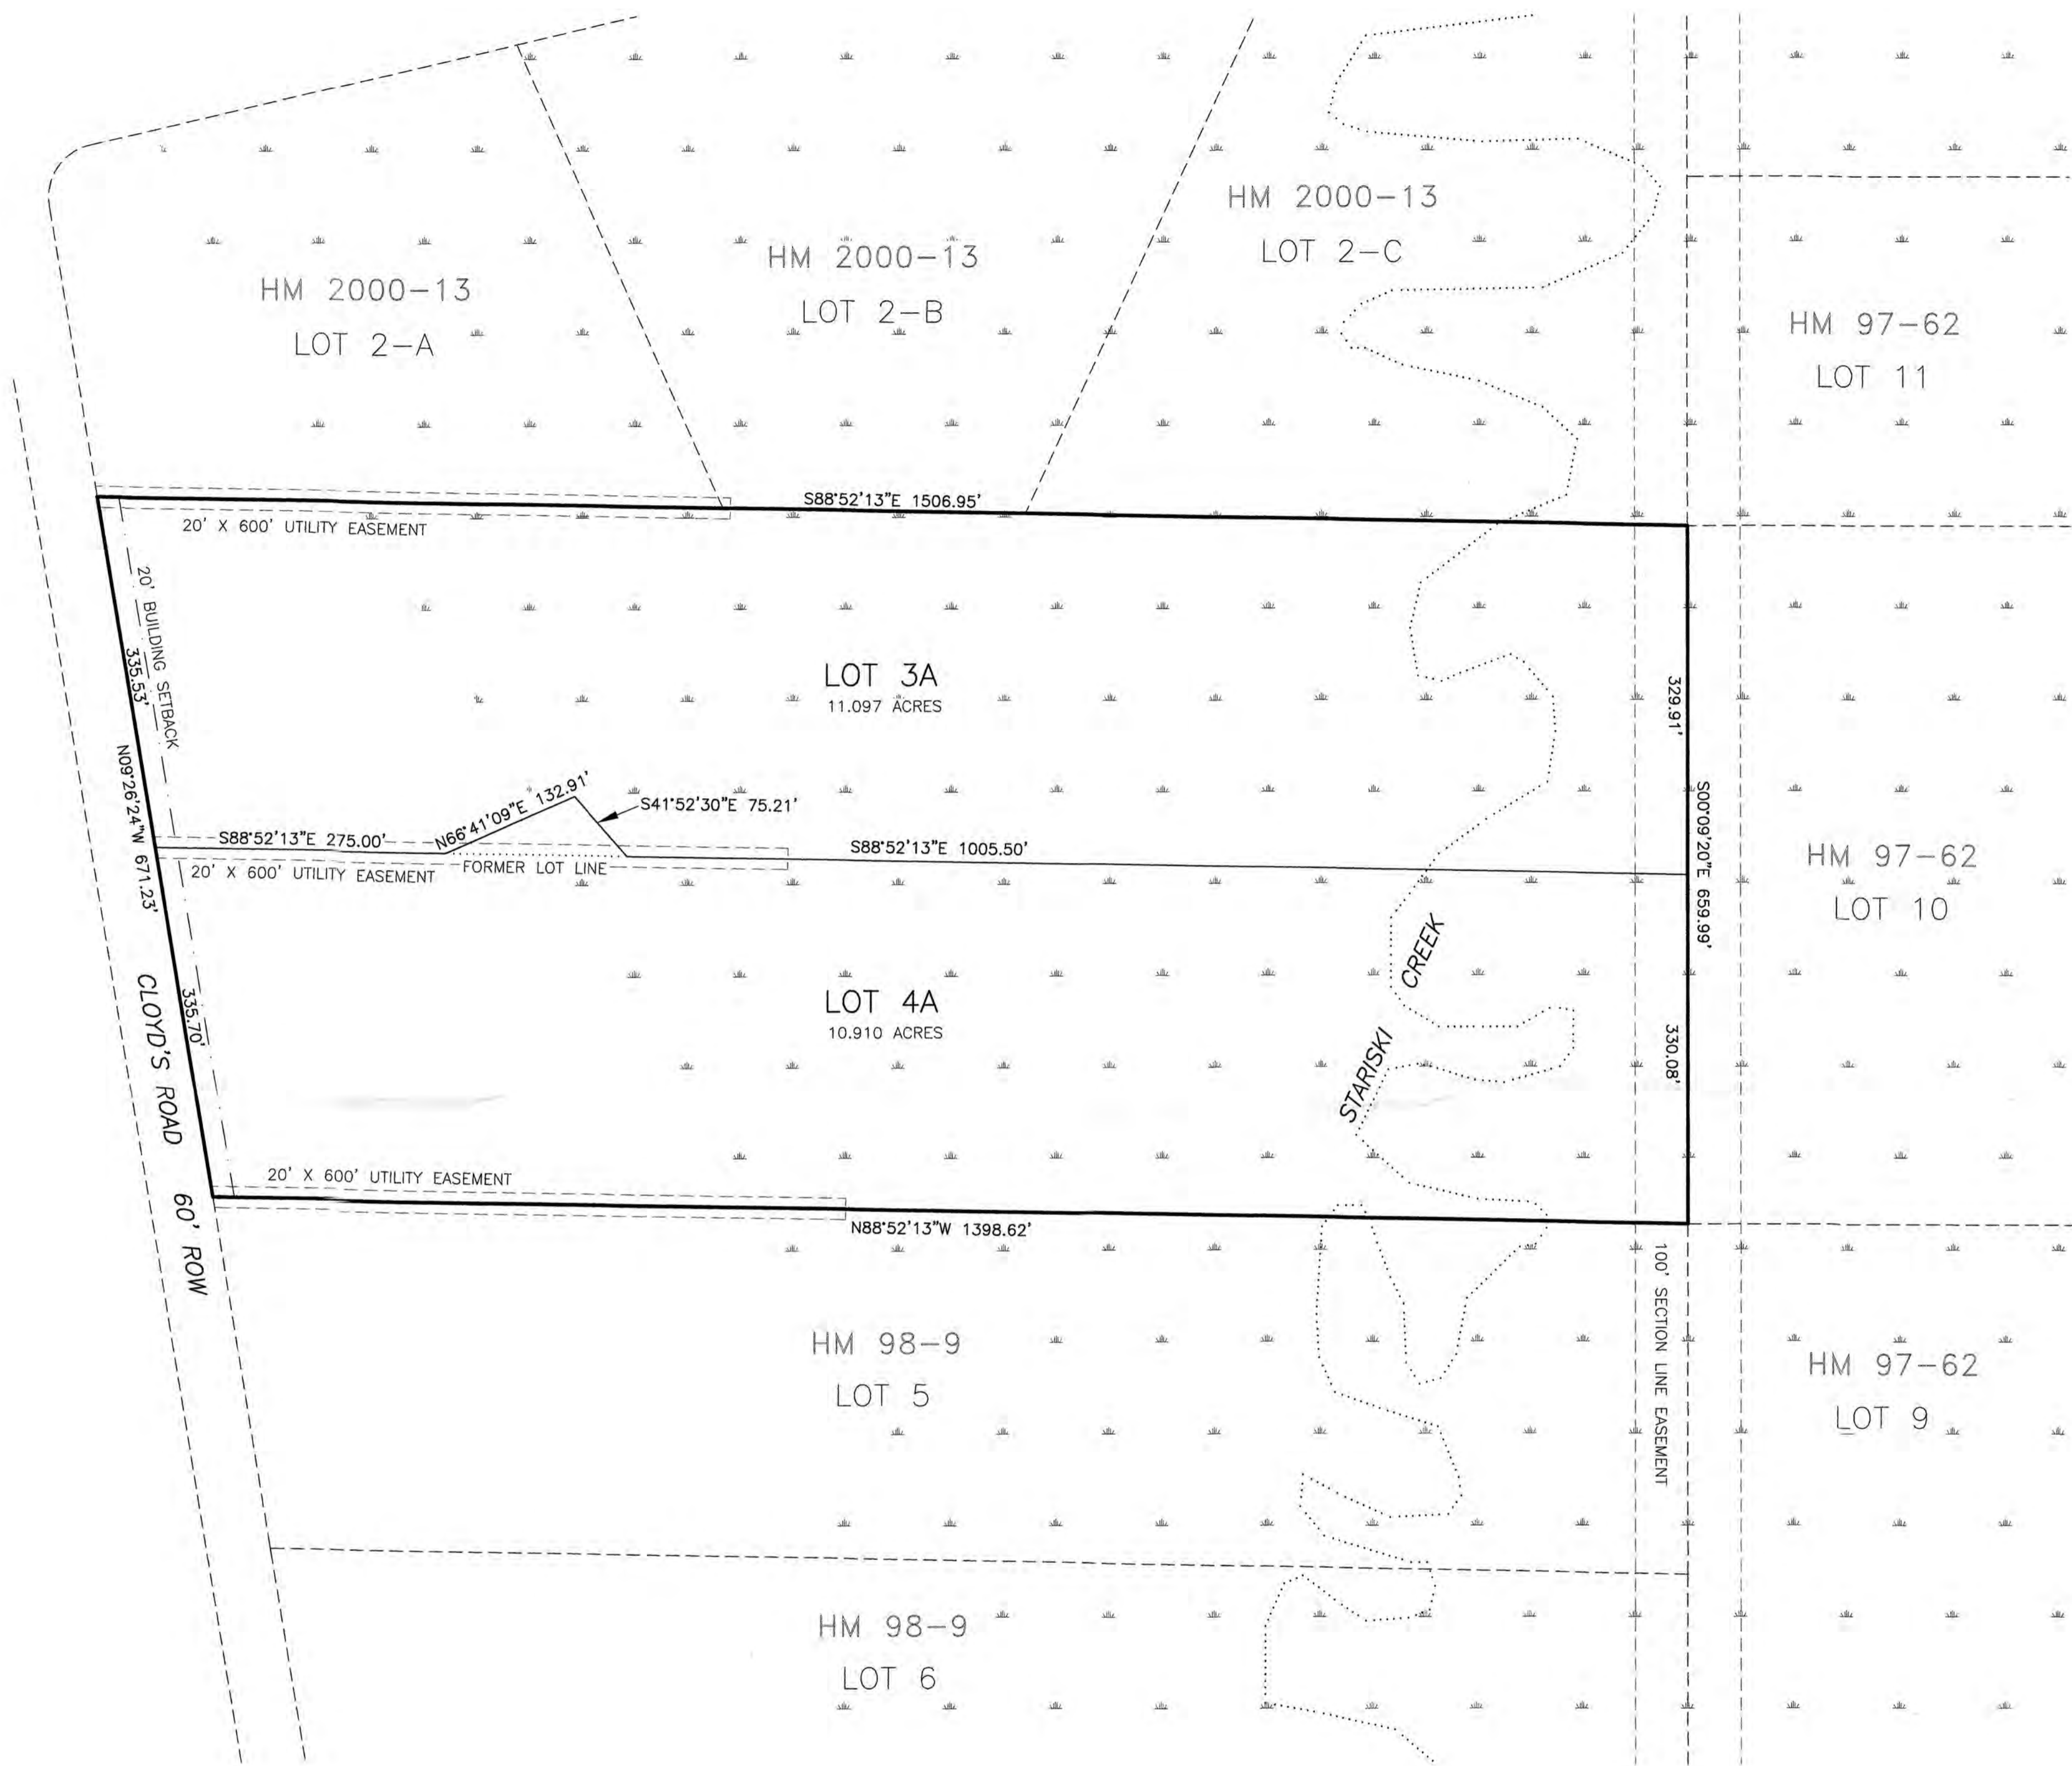 HM 2000-13
LOT 2-A
HM 2000-13
LOT 2-B
HM 2000-13
LOT 2-C
HM 97-62
LOT 11
S88°52'13"E 1506.95'
20' X 600' UTILITY EASEMENT
20' BUILDING SETBACK
335.53'
LOT 3A
11.097 ACRES
329.91'
N09°26'24"W 671.23'
N66°41'09"E 132.91'
S41°52'30"E 75.21'
S88°52'13"E 275.00'
S88°52'13"E 1005.50'
20' X 600' UTILITY EASEMENT
FORMER LOT LINE
S00°09'20"E 659.99'
HM 97-62
LOT 10
CLOYD'S ROAD 60' ROW
335.70'
LOT 4A
10.910 ACRES
STARISKI CREEK
330.08'
20' X 600' UTILITY EASEMENT
N88°52'13"W 1398.62'
100' SECTION LINE EASEMENT
HM 98-9
LOT 5
HM 97-62
LOT 9
HM 98-9
LOT 6